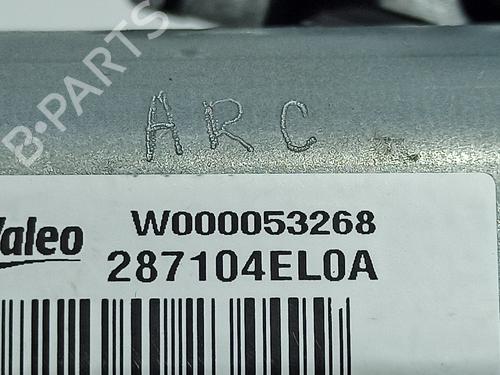 B-PARTS
ARC
Valeo
W000053268
287104EL0A